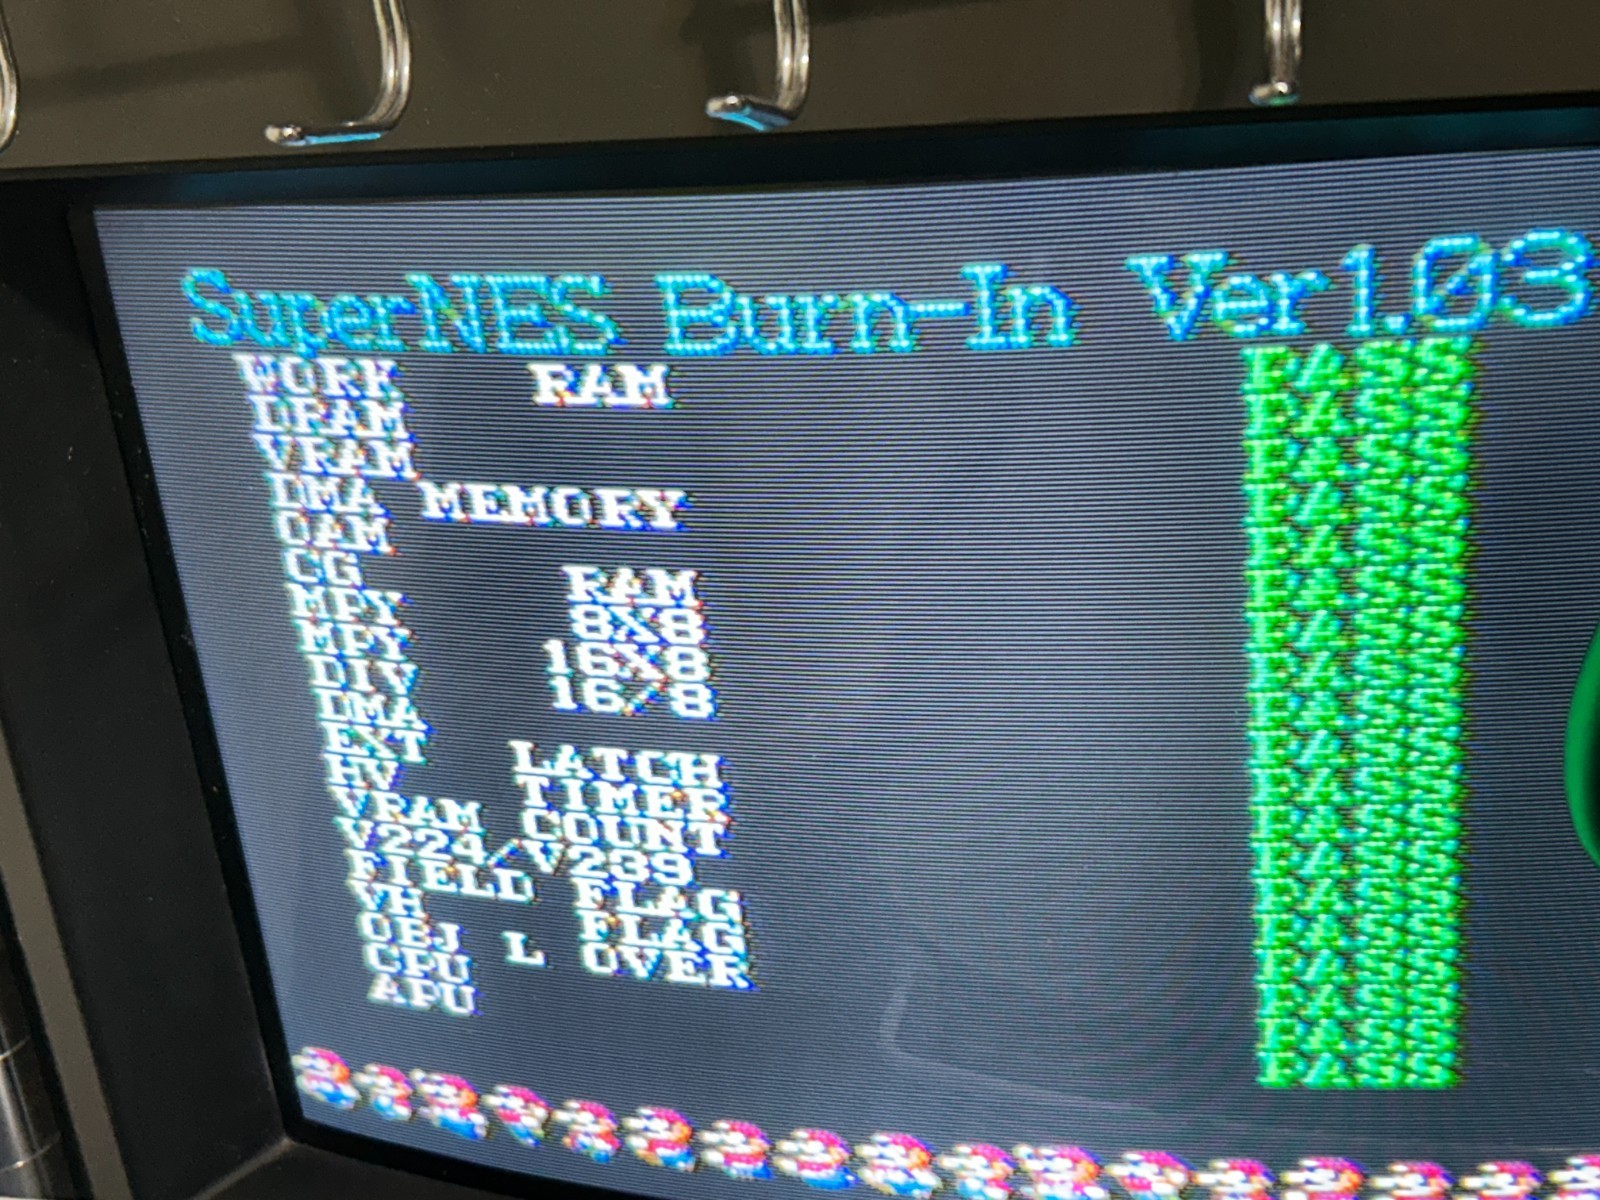 SuperNES Burn-In Ver1.03
WORK RAM PASS
DRAM PASS
VRAM PASS
DMA MEMORY PASS
OAM PASS
CG RAM PASS
MPY 8X8 PASS
MPY 16X8 PASS
DIV 16/8 PASS
DMA PASS
EXT LATCH PASS
HV TIMER PASS
VRAM COUNT PASS
V224/V239 PASS
FIELD FLAG PASS
VH FLAG PASS
OBJ L OVER PASS
CPU PASS
APU PASS